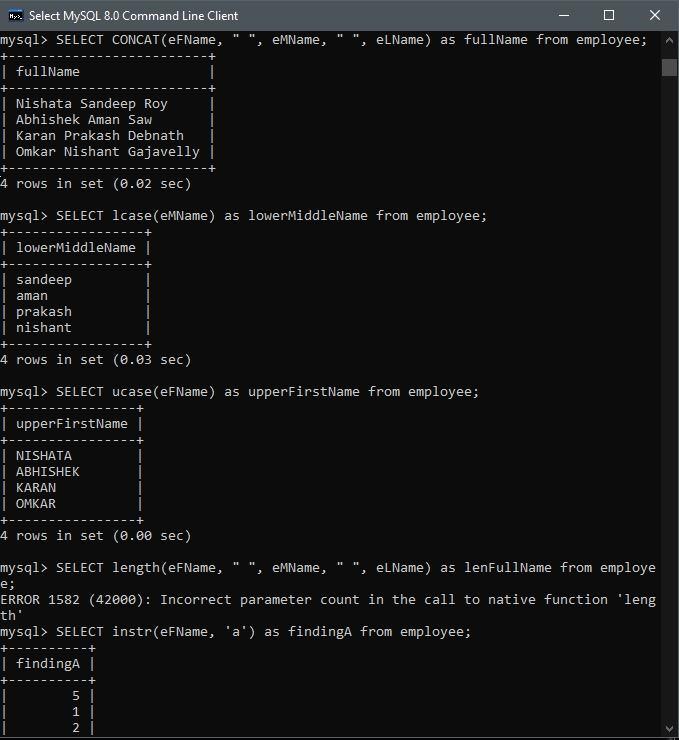 Select MySQL 8.0 Command Line Client
mysql> SELECT CONCAT(eFName, " ", eMName, " ", eLName) as fullName from employee;
+-------------------------+
| fullName                |
+-------------------------+
| Nishata Sandeep Roy     |
| Abhishek Aman Saw       |
| Karan Prakash Debnath   |
| Omkar Nishant Gajavelly |
+-------------------------+
4 rows in set (0.02 sec)
mysql> SELECT lcase(eMName) as lowerMiddleName from employee;
+-----------------+
| lowerMiddleName |
+-----------------+
| sandeep         |
| aman            |
| prakash         |
| nishant         |
+-----------------+
4 rows in set (0.03 sec)
mysql> SELECT ucase(eFName) as upperFirstName from employee;
+----------------+
| upperFirstName |
+----------------+
| NISHATA        |
| ABHISHEK       |
| KARAN          |
| OMKAR          |
+----------------+
4 rows in set (0.00 sec)
mysql> SELECT length(eFName, " ", eMName, " ", eLName) as lenFullName from employe
e;
ERROR 1582 (42000): Incorrect parameter count in the call to native function 'leng
th'
mysql> SELECT instr(eFName, 'a') as findingA from employee;
+----------+
| findingA |
+----------+
|        5 |
|        1 |
|        2 |